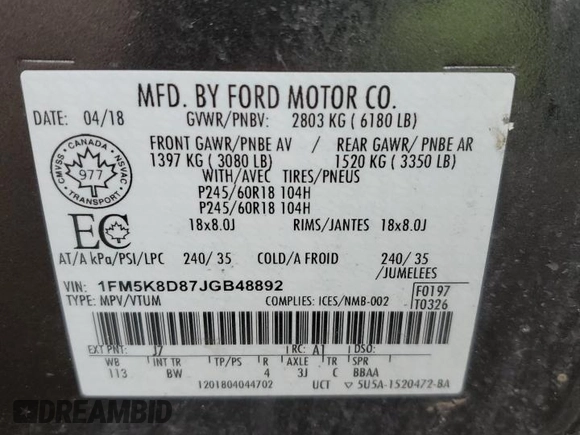 MFD. BY FORD MOTOR CO.
DATE: 04/18 GVWR/PNBV: 2803 KG ( 6180 LB)
FRONT GAWR/PNBE AV / REAR GAWR/ PNBE AR
1397 KG ( 3080 LB) 1520 KG ( 3350 LB)
WITH/AVEC TIRES/PNEUS
P245/60R18 104H
P245/60R18 104H
18x8.0J RIMS/JANTES 18x8.0J
CANADA
CMVSS NSVAC
977
TRANSPORT
EC
AT/A kPa/PSI/LPC 240/ 35 COLD/A FROID 240/ 35
/JUMELEES
VIN: 1FM5K8D87JGB48892
F0197
TYPE: MPV/VTUM COMPLIES: ICES/NMB-002
T0326
EXT PNT: J7 RC: A1 DSO:
WB INT TR TP/PS R AX TR SPR
113 BW 4 3J C BBAA
1201804044702 UCT ▽ 5U5A-1520472-BA
DREAMBID